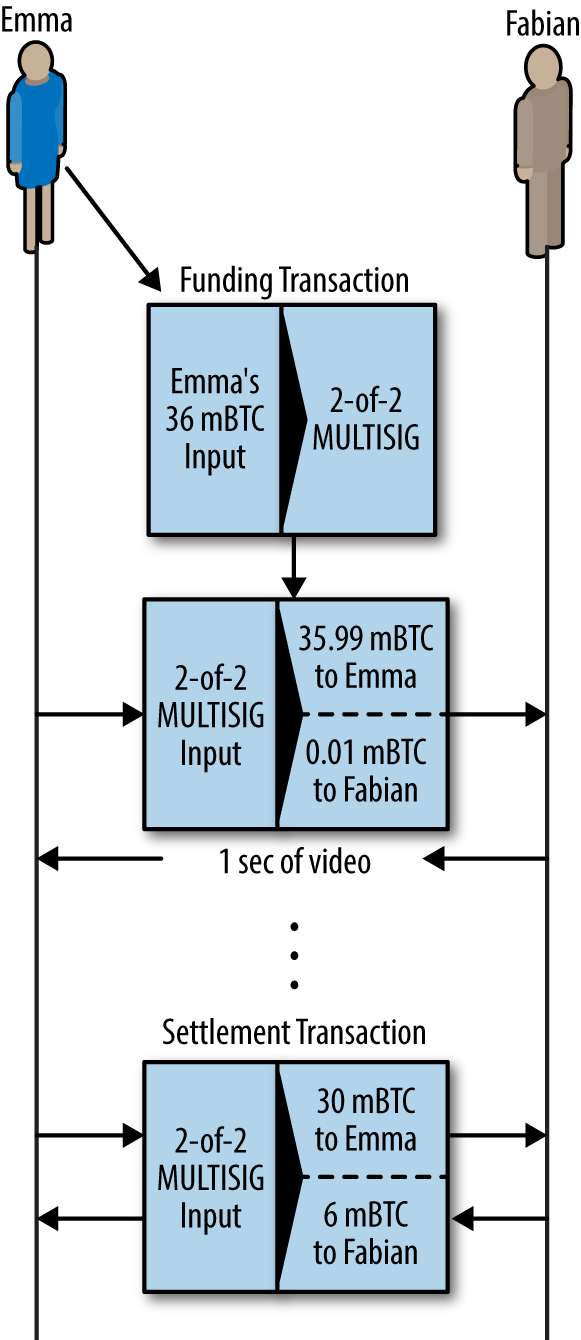 Emma
Fabian
Funding Transaction
Emma's
36 mBTC
Input
2-of-2
MULTISIG
2-of-2
MULTISIG
Input
35.99 mBTC
to Emma
0.01 mBTC
to Fabian
1 sec of video
Settlement Transaction
2-of-2
MULTISIG
Input
30 mBTC
to Emma
6 mBTC
to Fabian